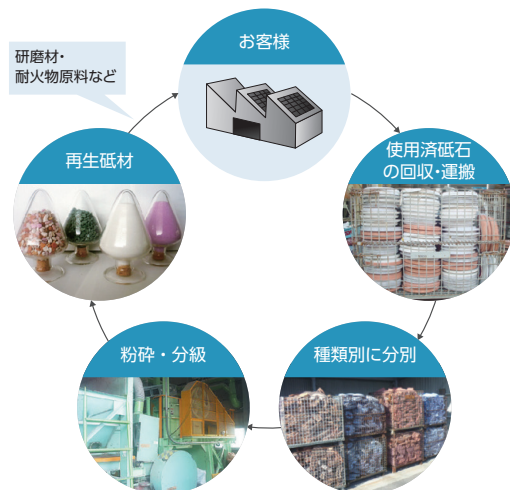 お客様
研磨材・
耐火物原料など
使用済砥石
の回収・運搬
再生砥材
粉砕・分級
種類別に分別